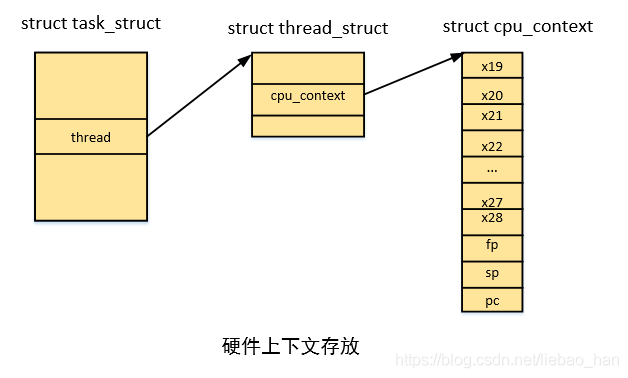 struct task_struct
struct thread_struct
struct cpu_context
thread
cpu_context
x19
x20
x21
x22
...
x27
x28
fp
sp
pc
硬件上下文存放
https://blog.csdn.net/liebao_han